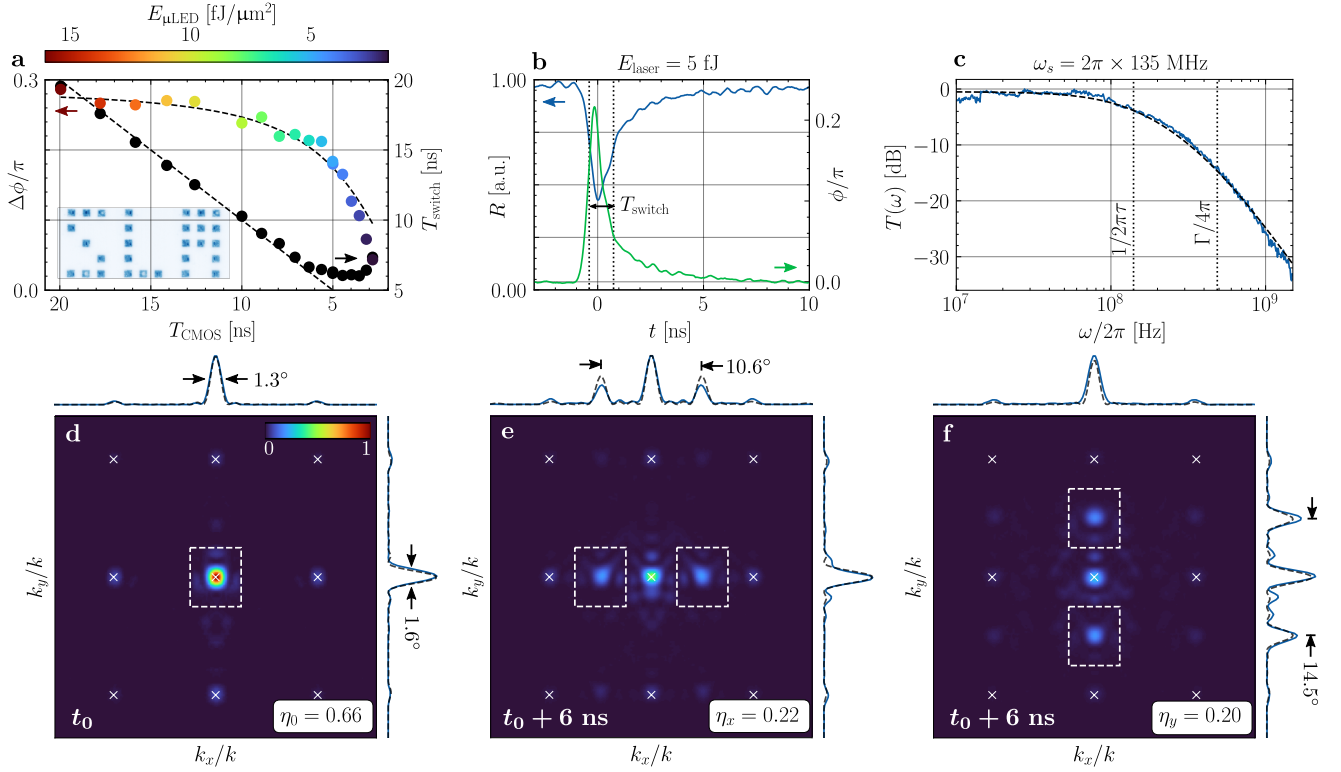 E_μLED [fJ/μm²]
15 10 5
a
Δϕ/π
0.3
0.0
20 15 10 5
T_CMOS [ns]
20
15
10
5
T_switch [ns]
b
E_laser = 5 fJ
R [a.u.]
1.00
0.00
T_switch
0 5 10
t [ns]
0.2
0.0
ϕ/π
c
ω_s = 2π × 135 MHz
T(ω) [dB]
0
−10
−20
−30
1/2πτ
Γ/4π
10⁷ 10⁸ 10⁹
ω/2π [Hz]
1.3°
d
0 1
k_y/k
t₀
η₀ = 0.66
k_x/k
1.6°
10.6°
e
k_y/k
t₀ + 6 ns
η_x = 0.22
k_x/k
f
k_y/k
t₀ + 6 ns
η_y = 0.20
k_x/k
14.5°